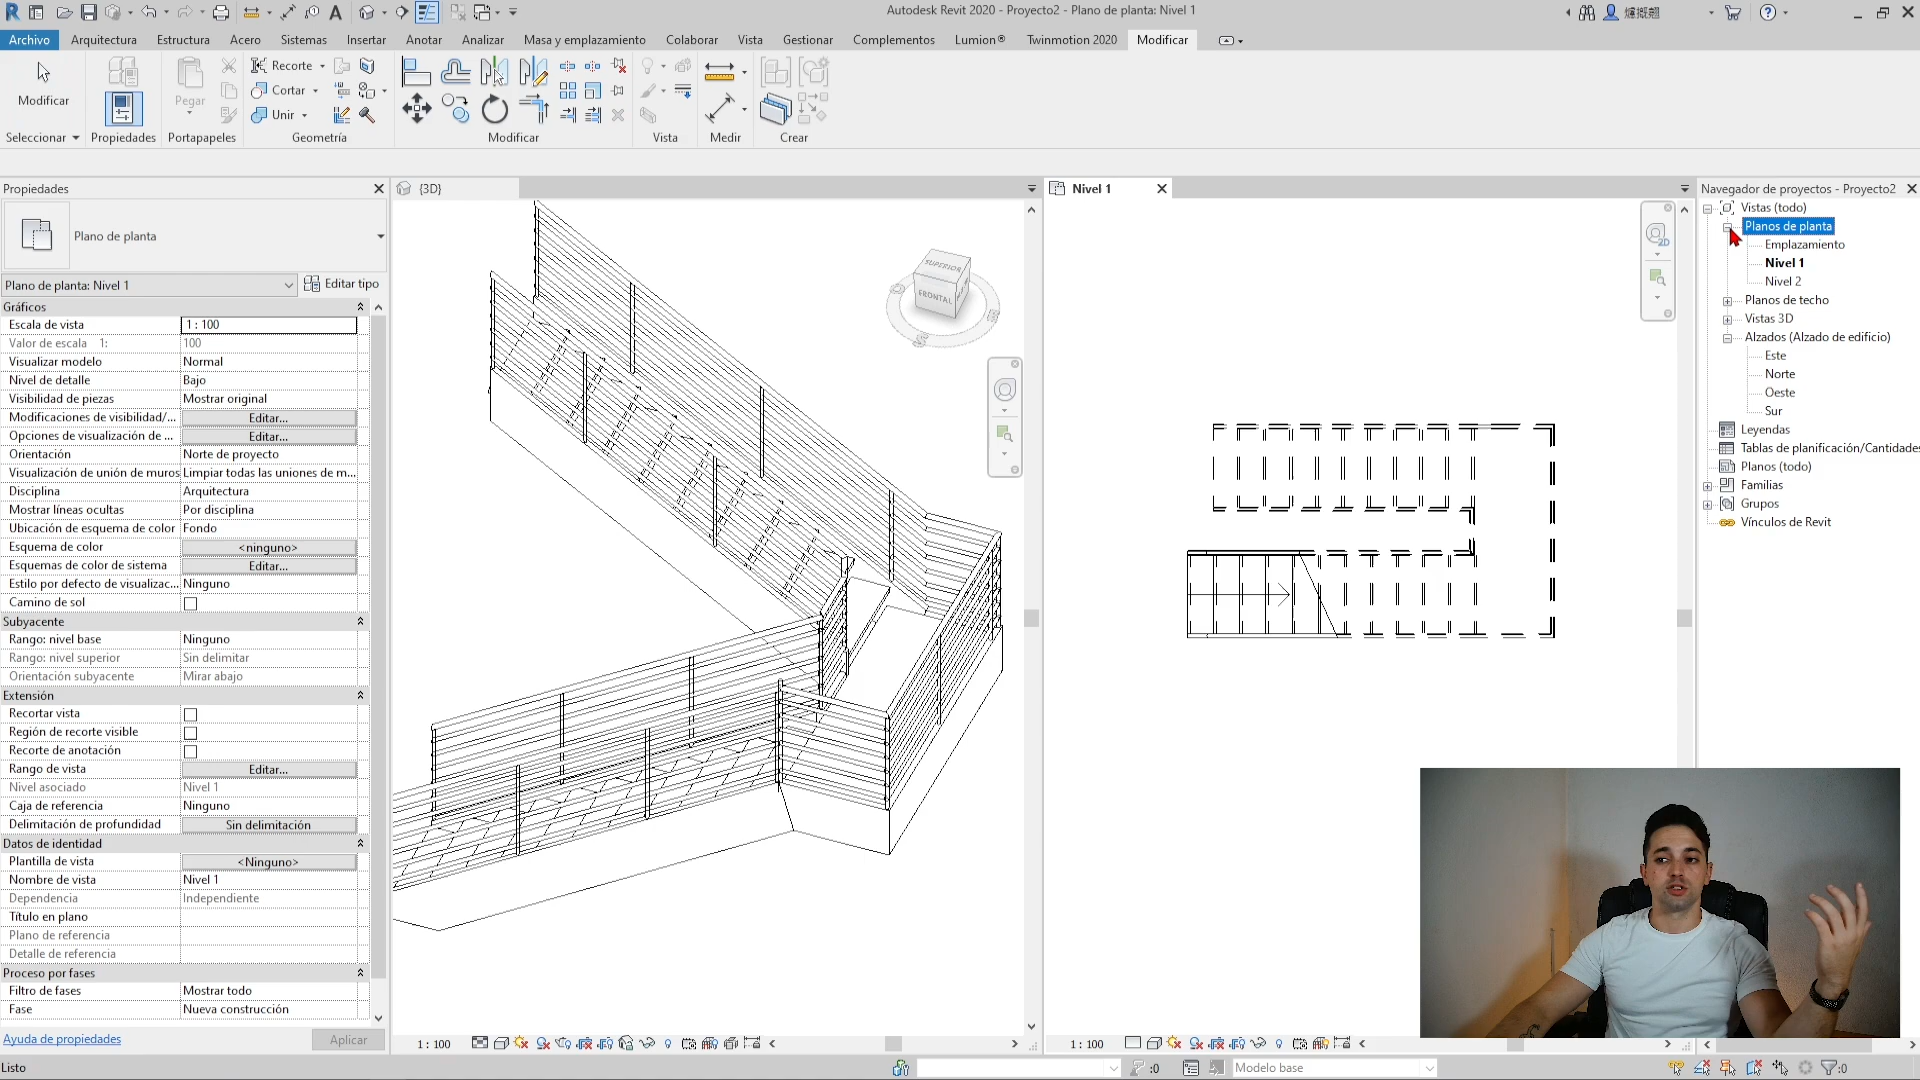 Autodesk Revit 2020 - Proyecto2 - Plano de planta: Nivel 1
Archivo Arquitectura Estructura Acero Sistemas Insertar Anotar Analizar Masa y emplazamiento Colaborar Vista Gestionar Complementos Lumion® Twinmotion 2020 Modificar
Modificar
Pegar
Recorte
Cortar
Unir
Seleccionar Propiedades Portapapeles Geometría Modificar Vista Medir Crear
Propiedades
Plano de planta
Plano de planta: Nivel 1 Editar tipo
Gráficos
Escala de vista 1 : 100
Valor de escala 1: 100
Visualizar modelo Normal
Nivel de detalle Bajo
Visibilidad de piezas Mostrar original
Modificaciones de visibilidad/... Editar...
Opciones de visualización de ... Editar...
Orientación Norte de proyecto
Visualización de unión de muros Limpiar todas las uniones de m...
Disciplina Arquitectura
Mostrar líneas ocultas Por disciplina
Ubicación de esquema de color Fondo
Esquema de color <ninguno>
Esquemas de color de sistema Editar...
Estilo por defecto de visualizac... Ninguno
Camino de sol
Subyacente
Rango: nivel base Ninguno
Rango: nivel superior Sin delimitar
Orientación subyacente Mirar abajo
Extensión
Recortar vista
Región de recorte visible
Recorte de anotación
Rango de vista Editar...
Nivel asociado Nivel 1
Caja de referencia Ninguno
Delimitación de profundidad Sin delimitación
Datos de identidad
Plantilla de vista <Ninguno>
Nombre de vista Nivel 1
Dependencia Independiente
Título en plano
Plano de referencia
Detalle de referencia
Proceso por fases
Filtro de fases Mostrar todo
Fase Nueva construcción
Ayuda de propiedades Aplicar
Listo
{3D}
SUPERIOR
FRONTAL
S
1 : 100
Nivel 1
2D
1 : 100
:0
Modelo base
:0
Navegador de proyectos - Proyecto2
Vistas (todo)
Planos de planta
Emplazamiento
Nivel 1
Nivel 2
Planos de techo
Vistas 3D
Alzados (Alzado de edificio)
Este
Norte
Oeste
Sur
Leyendas
Tablas de planificación/Cantidades
Planos (todo)
Familias
Grupos
Vínculos de Revit